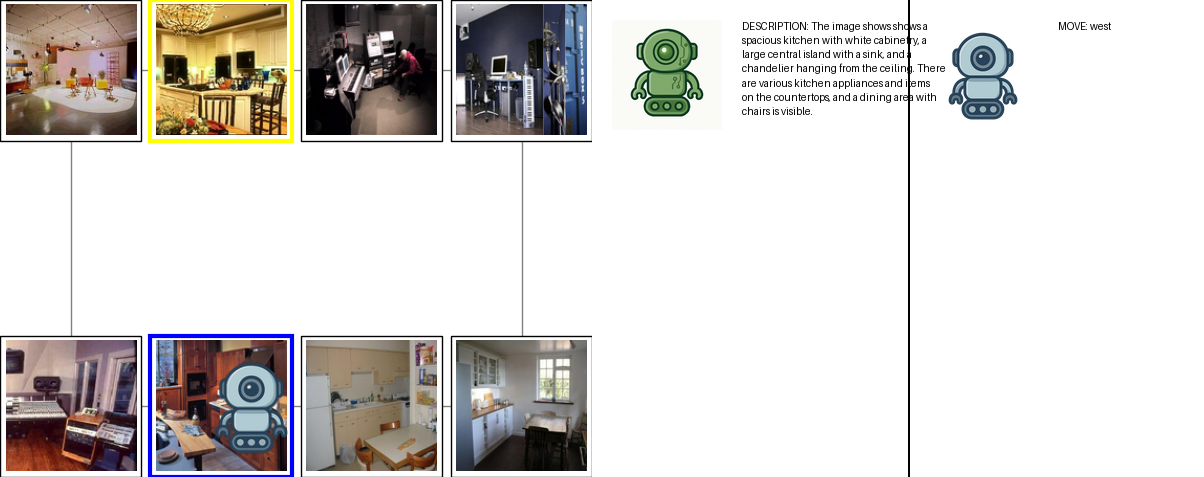 DESCRIPTION: The image shows shows a
spacious kitchen with white cabinetry, a
large central island with a sink, and a
chandelier hanging from the ceiling. There
are various kitchen appliances and items
on the countertops, and a dining area with
chairs is visible.
MOVE: west
MUSIC BOXS